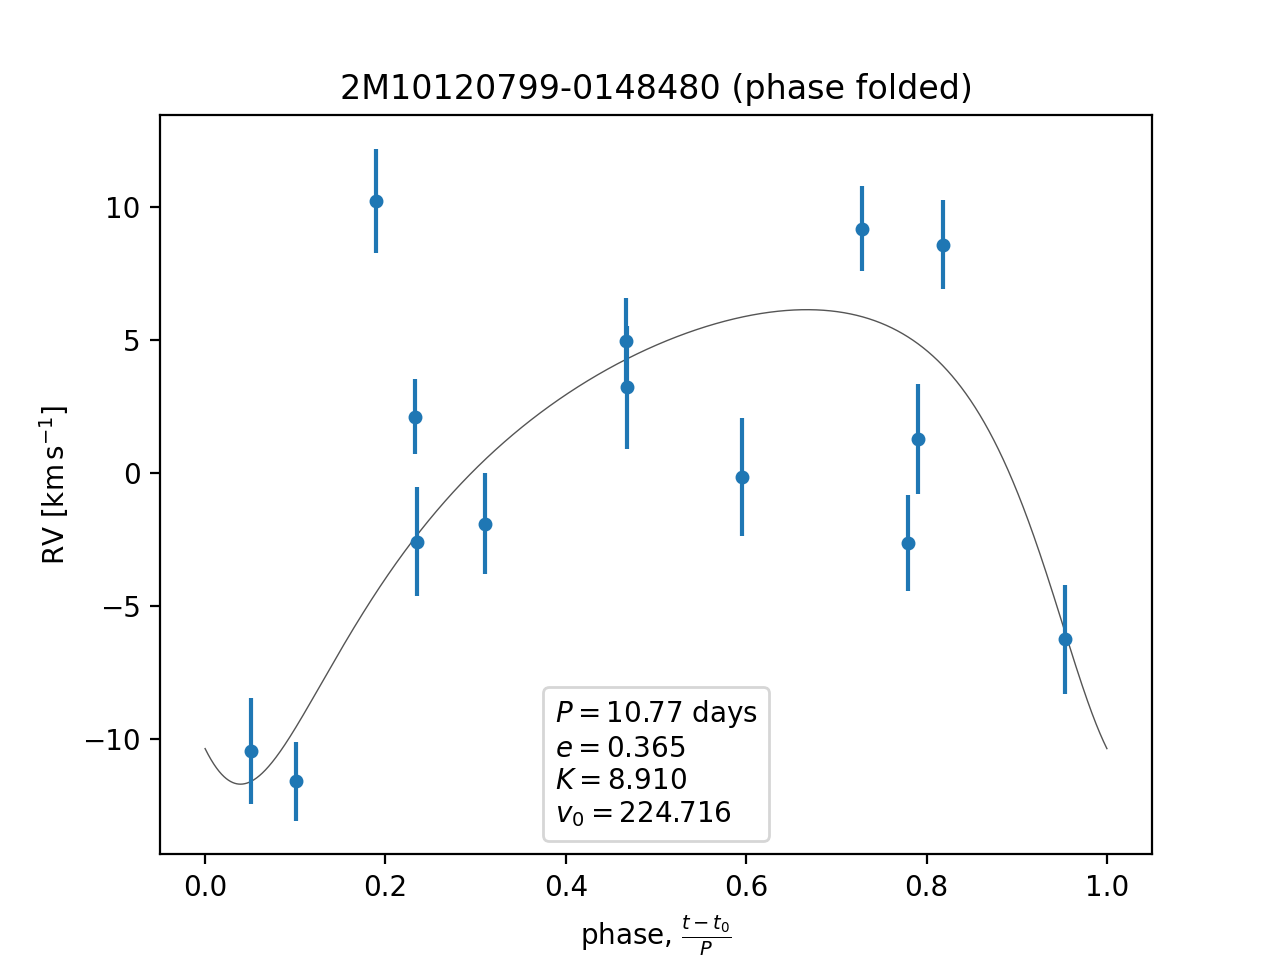 2M10120799-0148480 (phase folded)
10
5
0
−5
−10
RV [km s⁻¹]
P = 10.77 days
e = 0.365
K = 8.910
v₀ = 224.716
0.0 0.2 0.4 0.6 0.8 1.0
phase, (t − t₀)/P